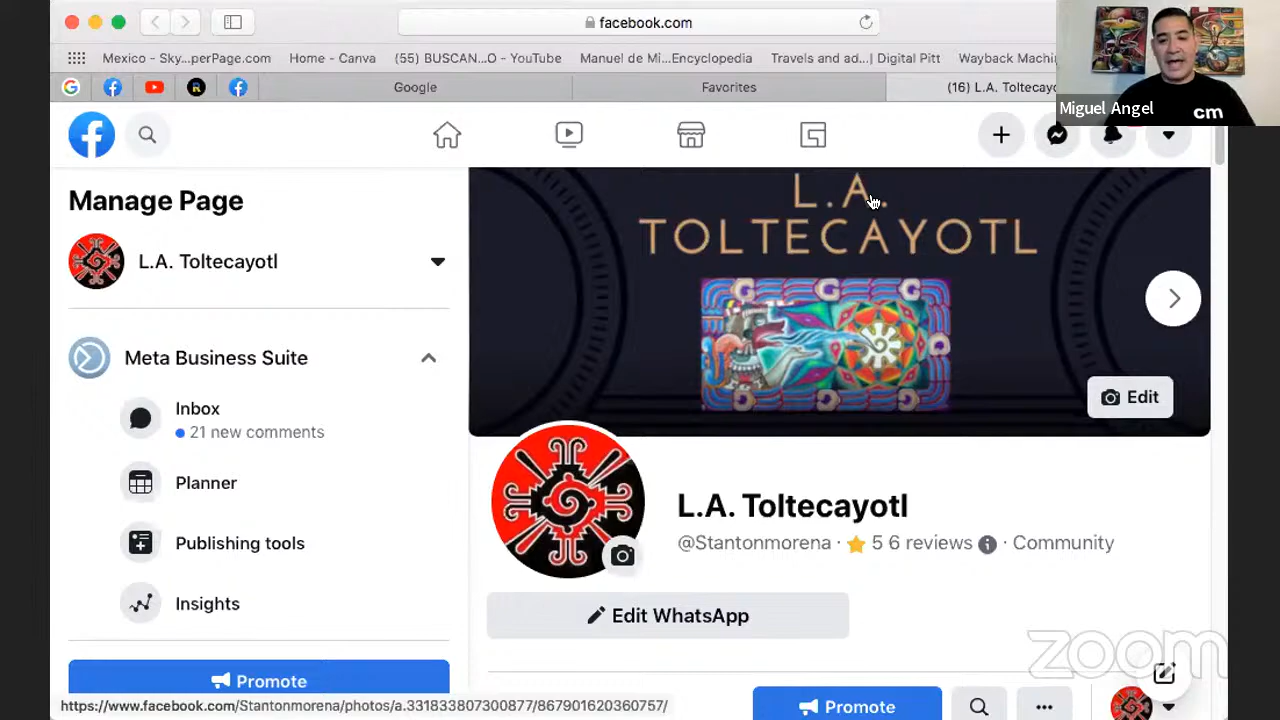 facebook.com
Mexico - Sky...perPage.com
Home - Canva
(55) BUSCAN...O - YouTube
Manuel de Mi...Encyclopedia
Travels and ad...| Digital Pitt
Wayback Machi
Google
Favorites
(16) L.A. Toltecayo
Miguel Angel
cm
Manage Page
L.A. Toltecayotl
Meta Business Suite
Inbox
21 new comments
Planner
Publishing tools
Insights
Promote
L.A.
TOLTECAYOTL
Edit
L.A. Toltecayotl
@Stantonmorena · 5 6 reviews · Community
Edit WhatsApp
Promote
zoom
https://www.facebook.com/Stantonmorena/photos/a.331833807300877/867901620360757/